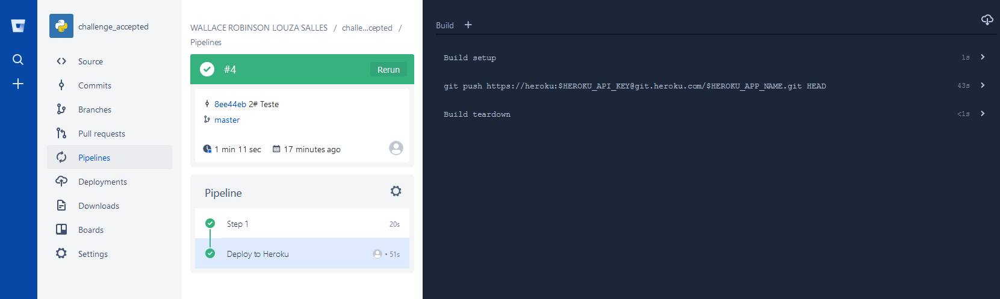 challenge_accepted
Source
Commits
Branches
Pull requests
Pipelines
Deployments
Downloads
Boards
Settings
WALLACE ROBINSON LOUZA SALLES / challe...cepted /
Pipelines
#4 Rerun
8ee44eb 2# Teste
master
1 min 11 sec 17 minutes ago
Pipeline
Step 1 20s
Deploy to Heroku • 51s
Build +
Build setup 1s
git push https://heroku:$HEROKU_API_KEY@git.heroku.com/$HEROKU_APP_NAME.git HEAD 43s
Build teardown <1s